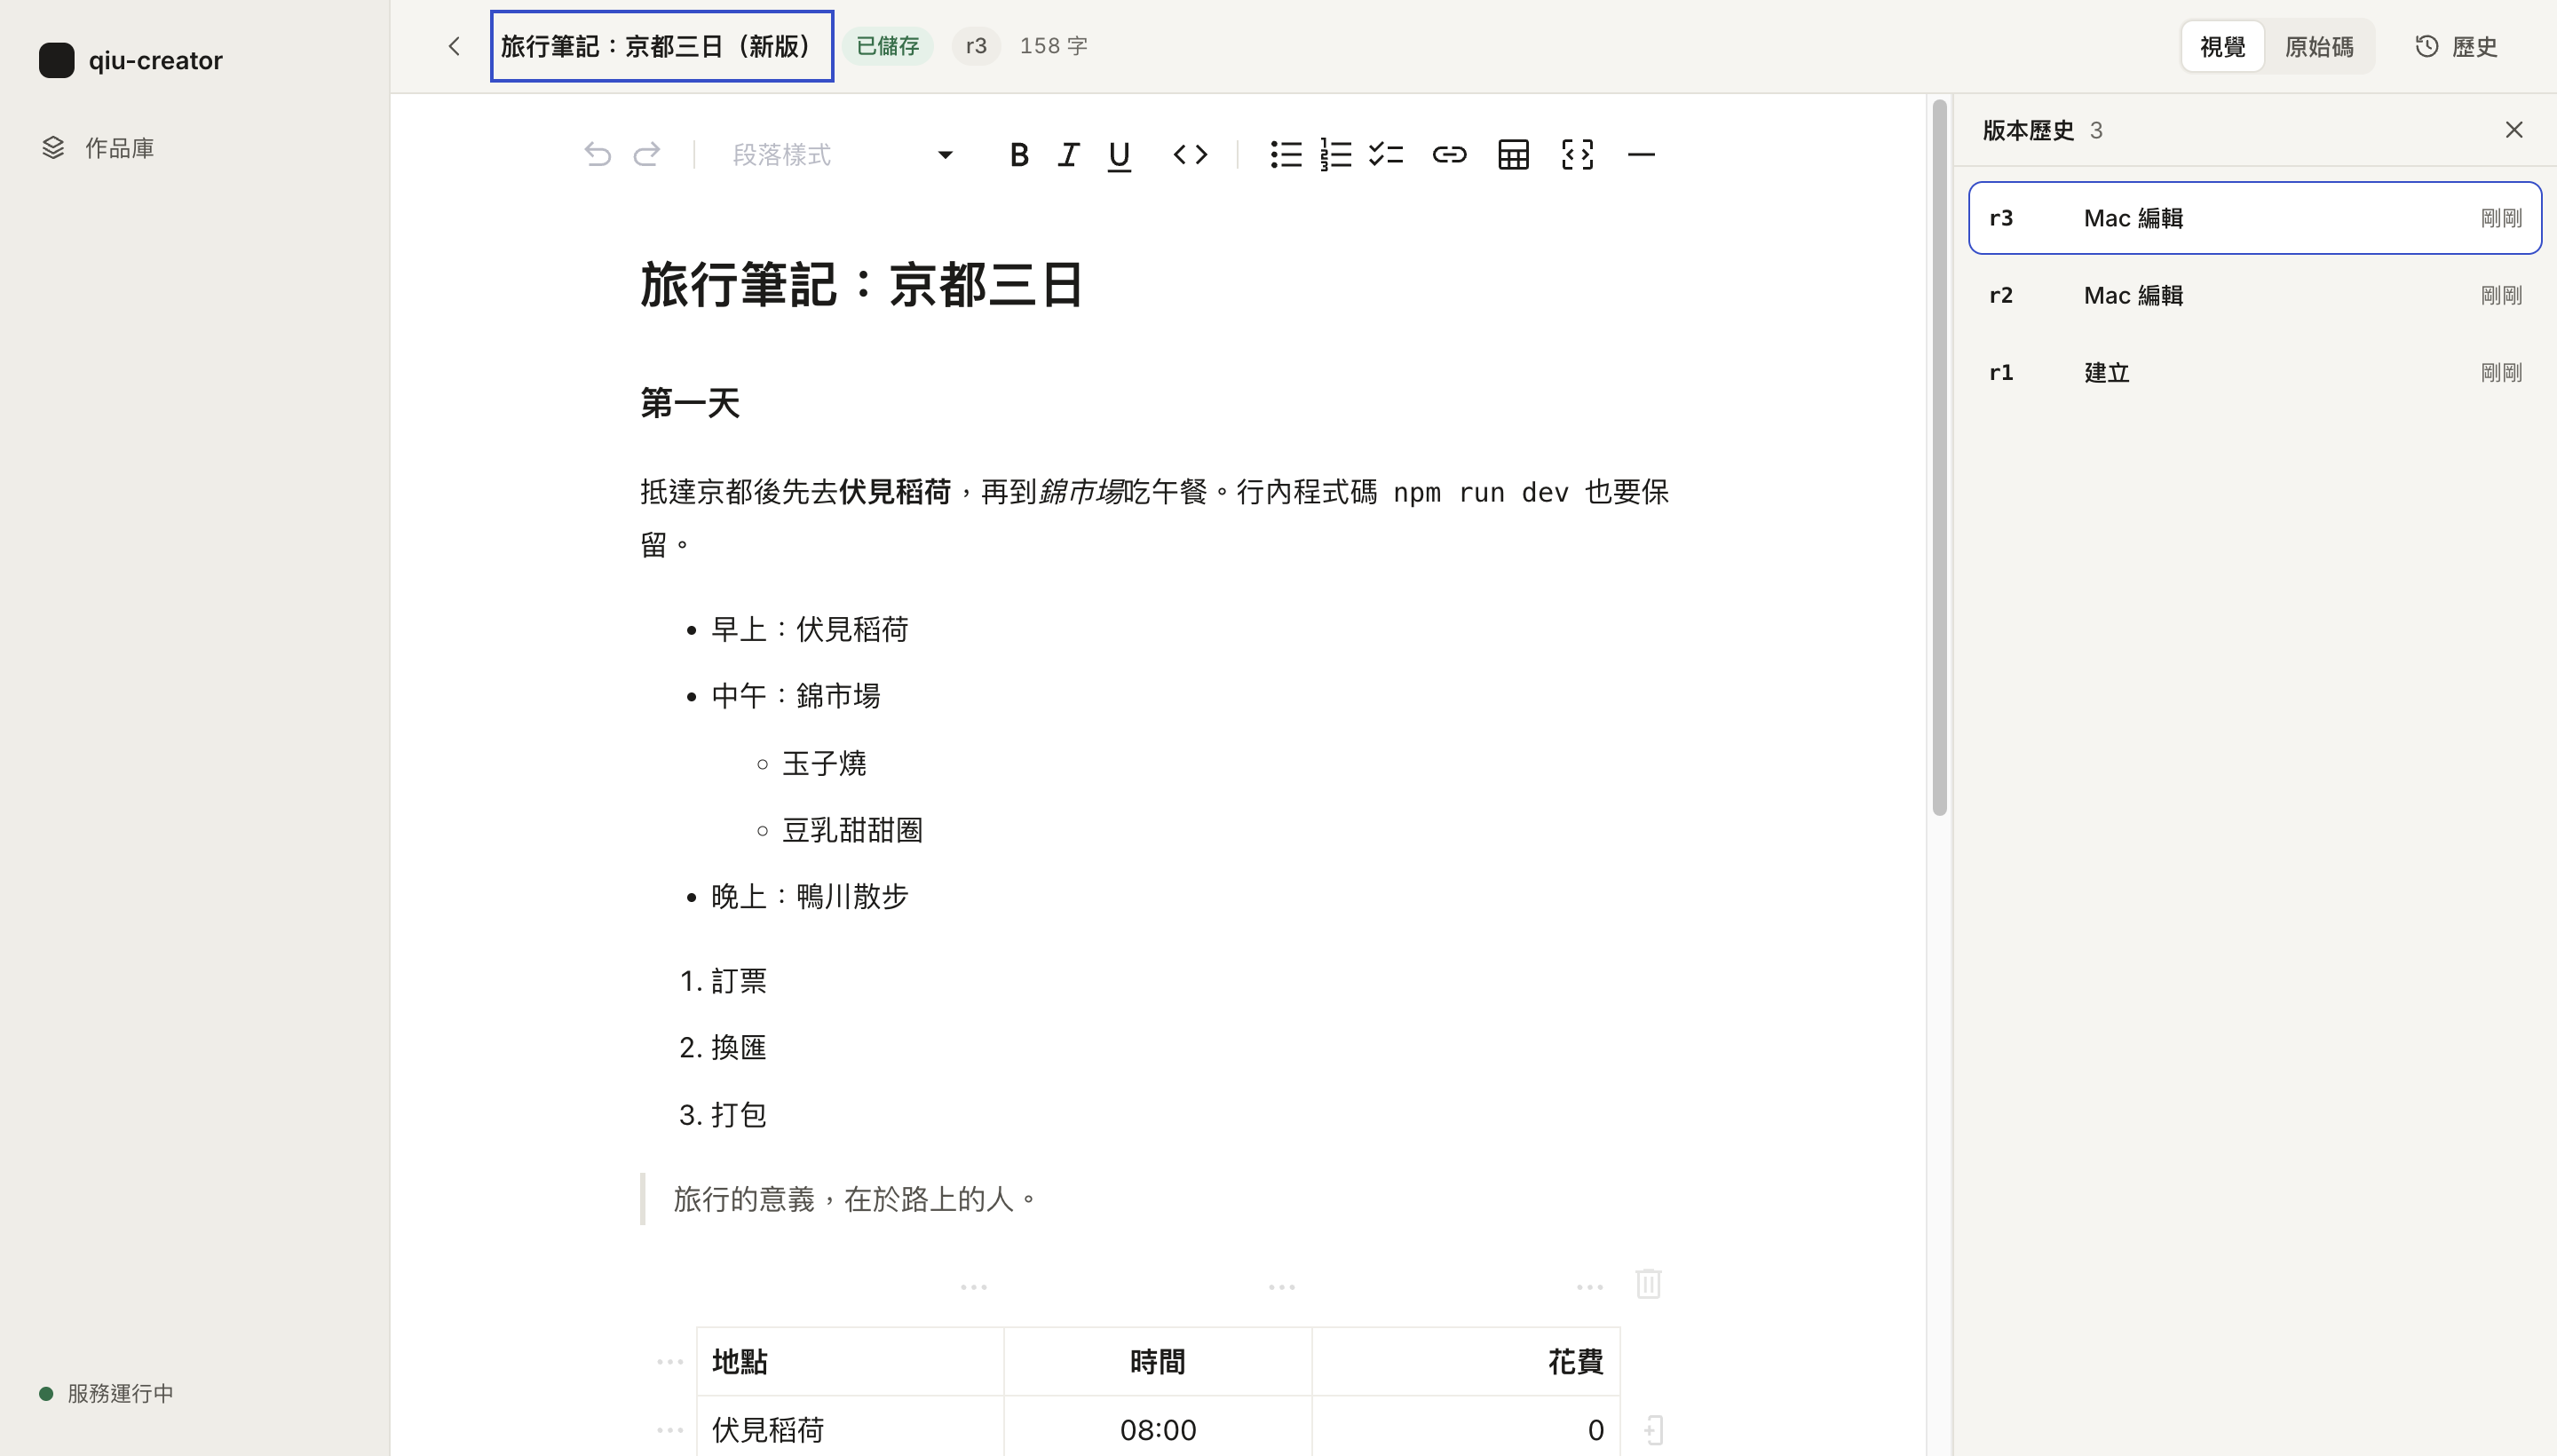 qiu-creator
作品庫
服務運行中
旅行筆記：京都三日（新版） 已儲存 r3 158 字
視覺 原始碼 歷史
段落樣式
旅行筆記：京都三日
第一天
抵達京都後先去伏見稻荷，再到錦市場吃午餐。行內程式碼 npm run dev 也要保
留。
• 早上：伏見稻荷
• 中午：錦市場
◦ 玉子燒
◦ 豆乳甜甜圈
• 晚上：鴨川散步
1. 訂票
2. 換匯
3. 打包
旅行的意義，在於路上的人。
地點 時間 花費
伏見稻荷 08:00 0
版本歷史 3
r3 Mac 編輯 剛剛
r2 Mac 編輯 剛剛
r1 建立 剛剛